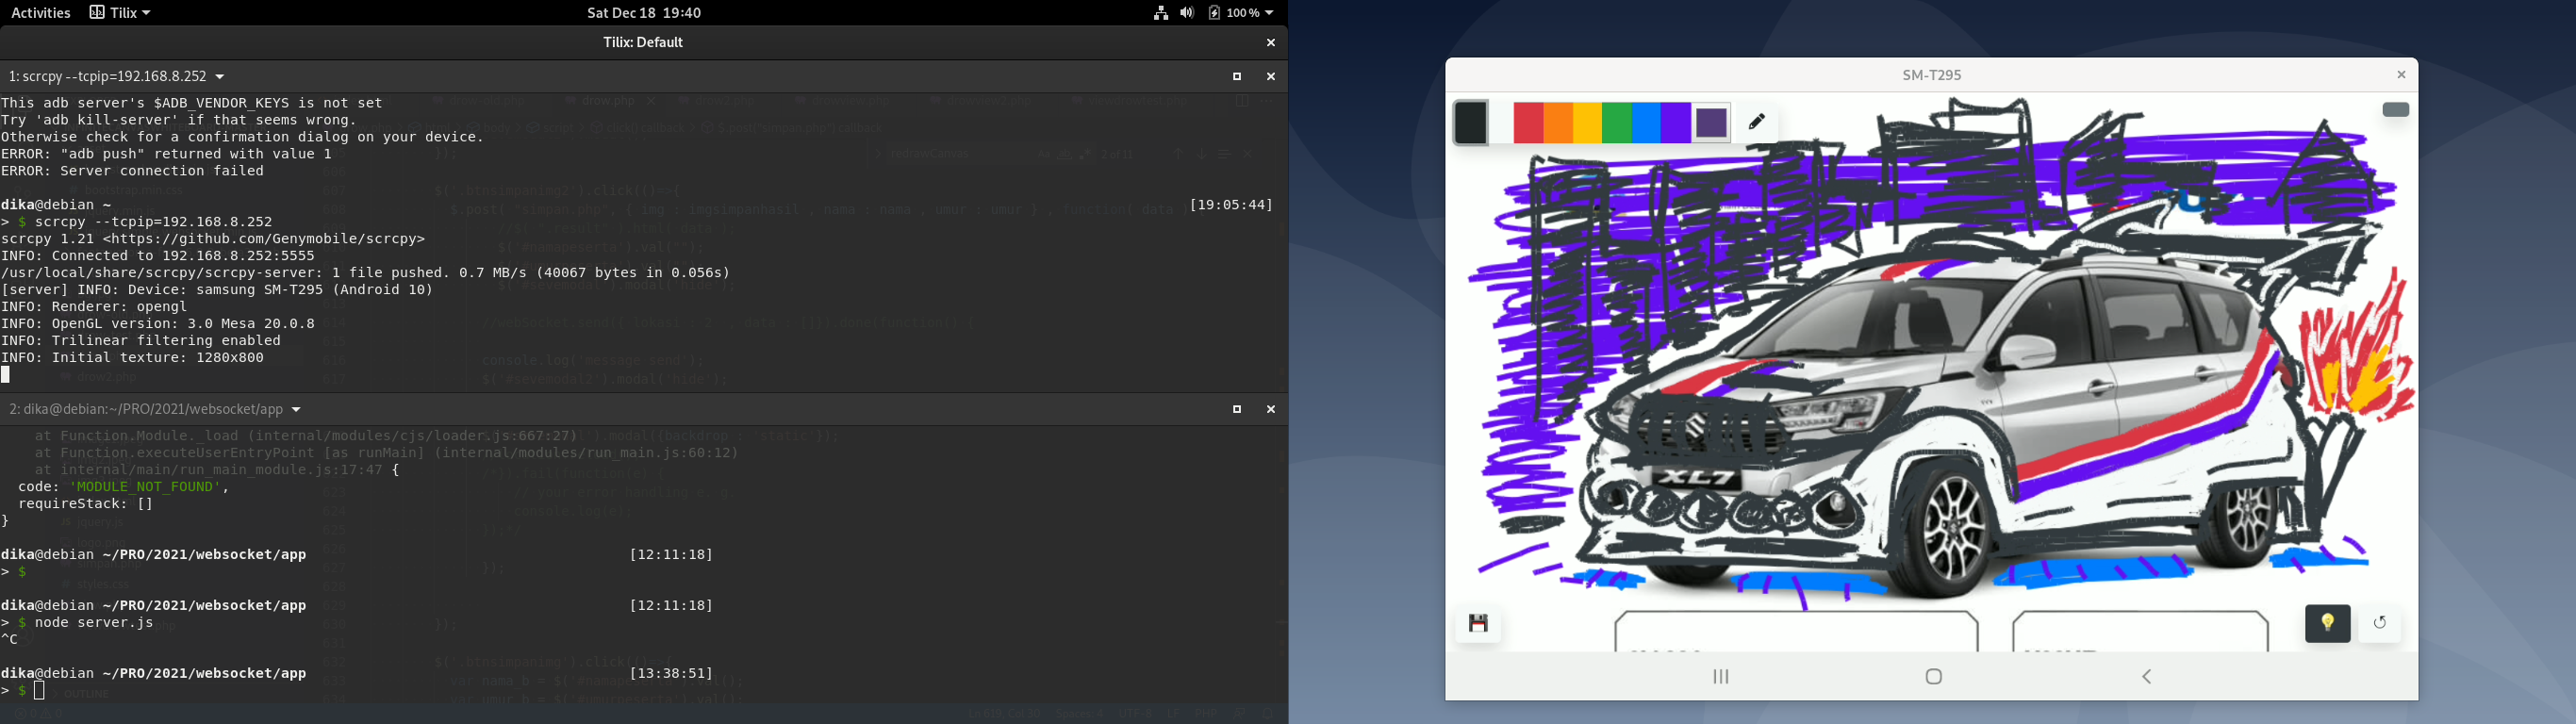 Activities Tilix Sat Dec 18 19:40 100 %
Tilix: Default
1: scrcpy --tcpip=192.168.8.252
This adb server's $ADB_VENDOR_KEYS is not set
Try 'adb kill-server' if that seems wrong.
Otherwise check for a confirmation dialog on your device.
ERROR: "adb push" returned with value 1
ERROR: Server connection failed
dika@debian ~ [19:05:44]
> $ scrcpy --tcpip=192.168.8.252
scrcpy 1.21 <https://github.com/Genymobile/scrcpy>
INFO: Connected to 192.168.8.252:5555
/usr/local/share/scrcpy/scrcpy-server: 1 file pushed. 0.7 MB/s (40067 bytes in 0.056s)
[server] INFO: Device: samsung SM-T295 (Android 10)
INFO: Renderer: opengl
INFO: OpenGL version: 3.0 Mesa 20.0.8
INFO: Trilinear filtering enabled
INFO: Initial texture: 1280x800
2: dika@debian:~/PRO/2021/websocket/app
at Function.Module._load (internal/modules/cjs/loader.js:667:27)
at Function.executeUserEntryPoint [as runMain] (internal/modules/run_main.js:60:12)
at internal/main/run_main_module.js:17:47 {
code: 'MODULE_NOT_FOUND',
requireStack: []
}
dika@debian ~/PRO/2021/websocket/app [12:11:18]
> $
dika@debian ~/PRO/2021/websocket/app [12:11:18]
> $ node server.js
^C
dika@debian ~/PRO/2021/websocket/app [13:38:51]
> $
SM-T295
XL7